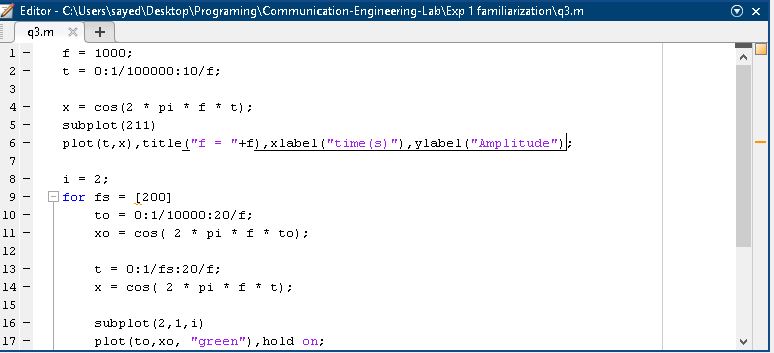 Editor - C:\Users\sayed\Desktop\Programing\Communication-Engineering-Lab\Exp 1 familiarization\q3.m
q3.m
1 - f = 1000;
2 - t = 0:1/100000:10/f;
3
4 - x = cos(2 * pi * f * t);
5 - subplot(211)
6 - plot(t,x),title("f = "+f),xlabel("time(s)"),ylabel("Amplitude");
7
8 - i = 2;
9 - for fs = [200]
10 - to = 0:1/10000:20/f;
11 - xo = cos( 2 * pi * f * to);
12
13 - t = 0:1/fs:20/f;
14 - x = cos( 2 * pi * f * t);
15
16 - subplot(2,1,i)
17 - plot(to,xo, "green"),hold on;